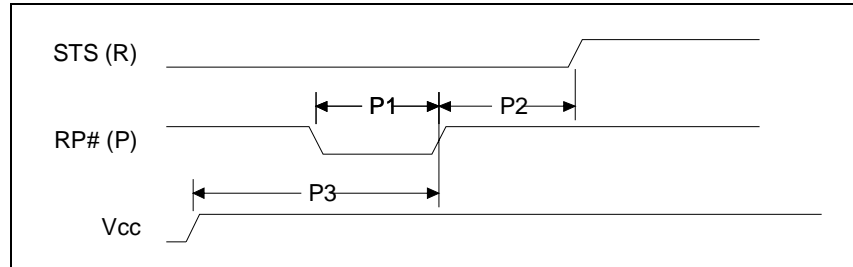 STS (R)
P1
P2
RP# (P)
P3
Vcc